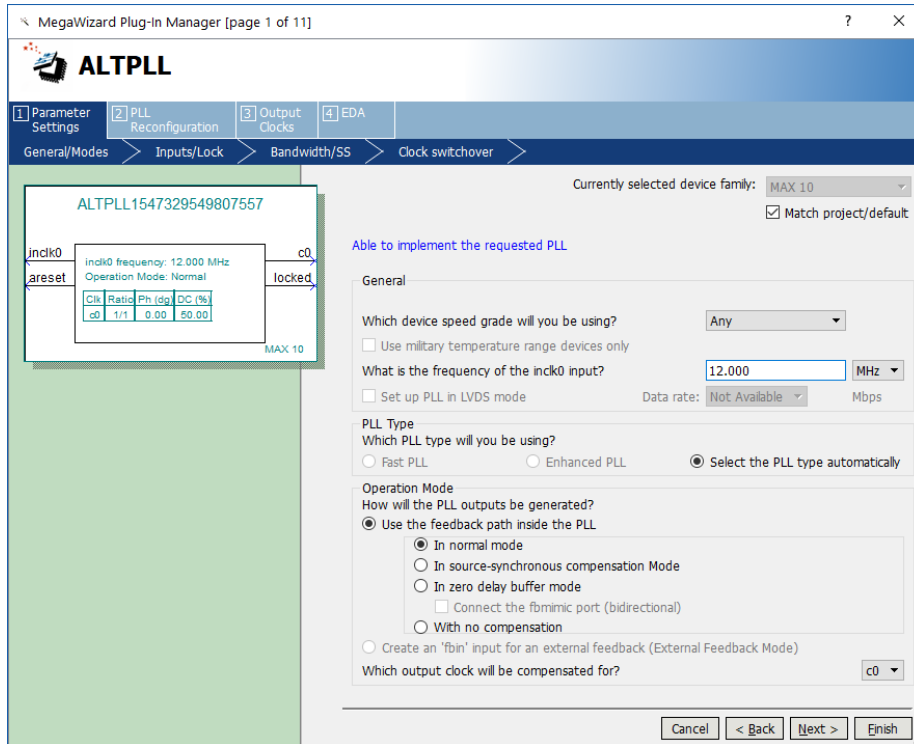 MegaWizard Plug-In Manager [page 1 of 11]
? ×
ALTPLL
1 Parameter Settings
2 PLL Reconfiguration
3 Output Clocks
4 EDA
General/Modes
Inputs/Lock
Bandwidth/SS
Clock switchover
ALTPLL1547329549807557
inclk0
areset
inclk0 frequency: 12.000 MHz
Operation Mode: Normal
Clk Ratio Ph (dg) DC (%)
c0 1/1 0.00 50.00
c0
locked
MAX 10
Currently selected device family: MAX 10
Match project/default
Able to implement the requested PLL
General
Which device speed grade will you be using? Any
Use military temperature range devices only
What is the frequency of the inclk0 input? 12.000 MHz
Set up PLL in LVDS mode Data rate: Not Available Mbps
PLL Type
Which PLL type will you be using?
Fast PLL Enhanced PLL Select the PLL type automatically
Operation Mode
How will the PLL outputs be generated?
Use the feedback path inside the PLL
In normal mode
In source-synchronous compensation Mode
In zero delay buffer mode
Connect the fbmimic port (bidirectional)
With no compensation
Create an 'fbin' input for an external feedback (External Feedback Mode)
Which output clock will be compensated for? c0
Cancel < Back Next > Finish